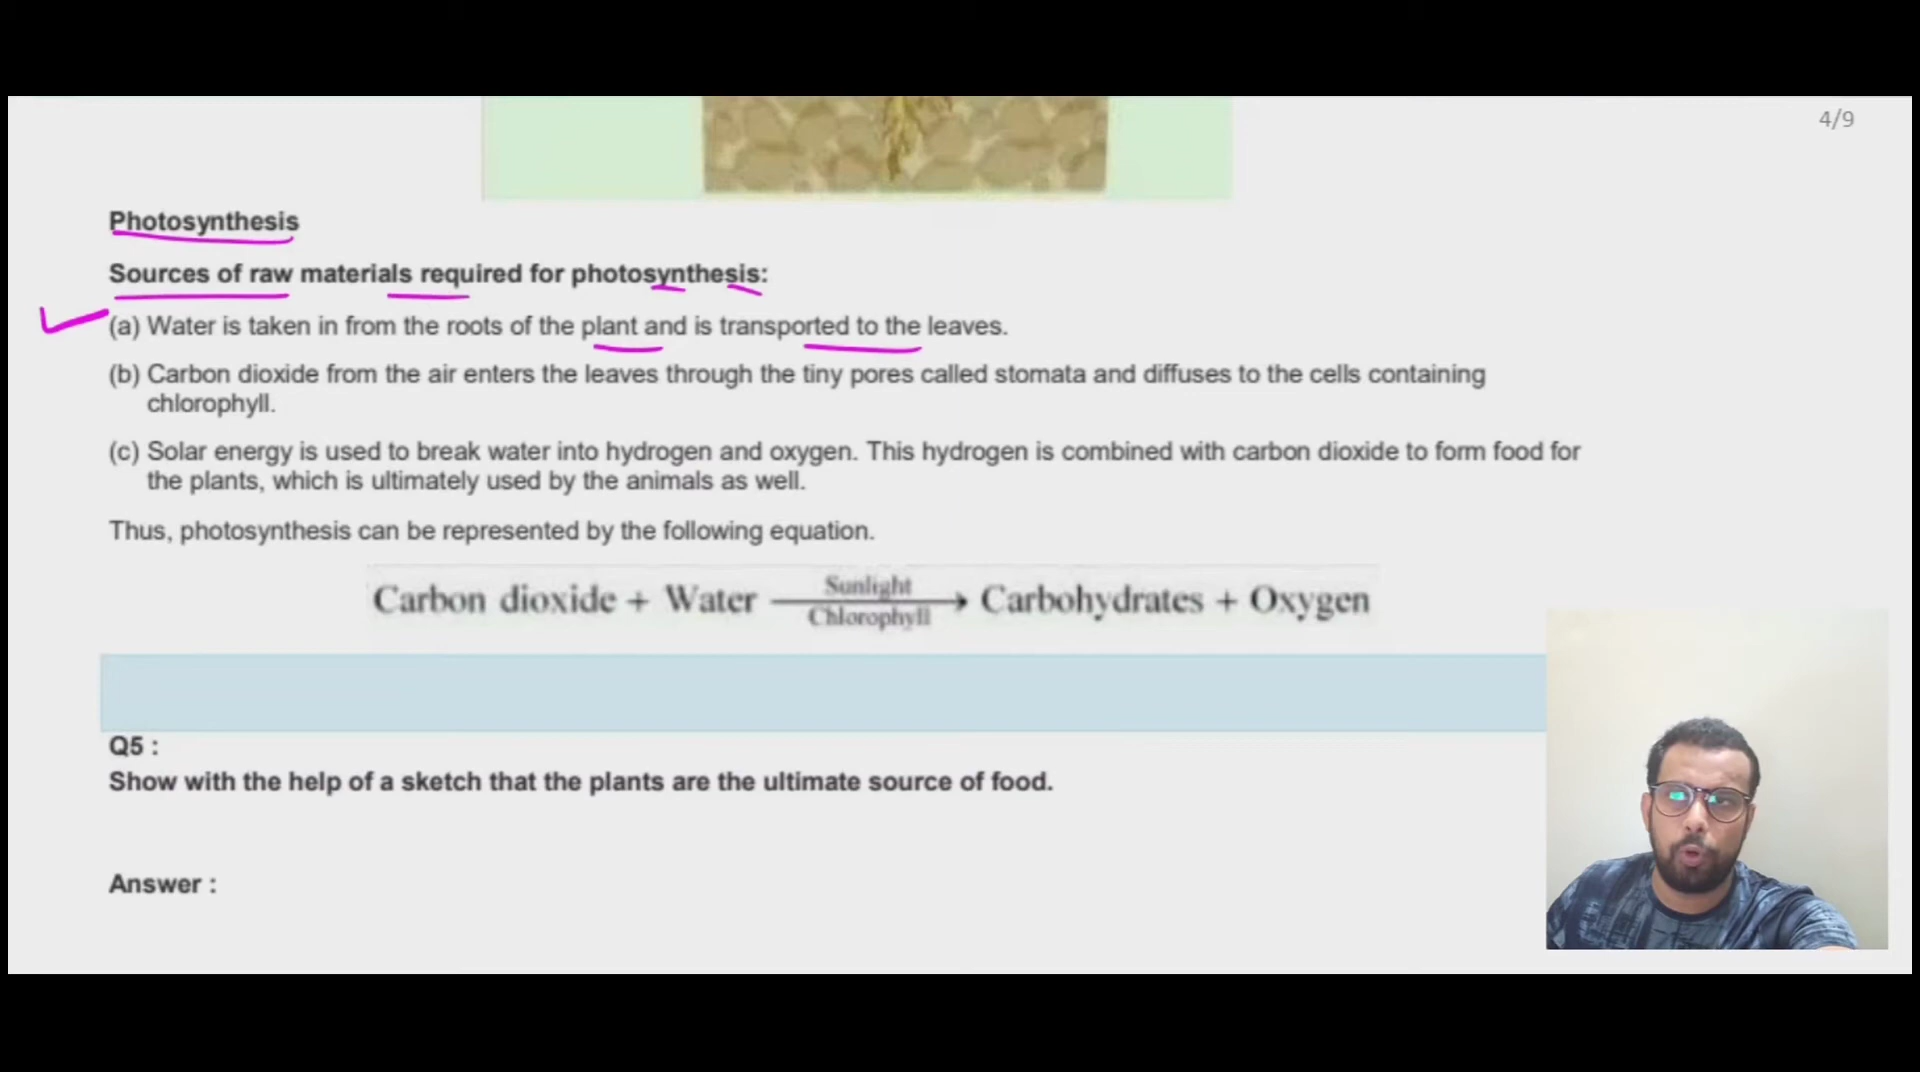 4/9
Photosynthesis
Sources of raw materials required for photosynthesis:
(a) Water is taken in from the roots of the plant and is transported to the leaves.
(b) Carbon dioxide from the air enters the leaves through the tiny pores called stomata and diffuses to the cells containing
chlorophyll.
(c) Solar energy is used to break water into hydrogen and oxygen. This hydrogen is combined with carbon dioxide to form food for
the plants, which is ultimately used by the animals as well.
Thus, photosynthesis can be represented by the following equation.
Sunlight
Carbon dioxide + Water → Carbohydrates + Oxygen
Chlorophyll
Q5 :
Show with the help of a sketch that the plants are the ultimate source of food.
Answer :